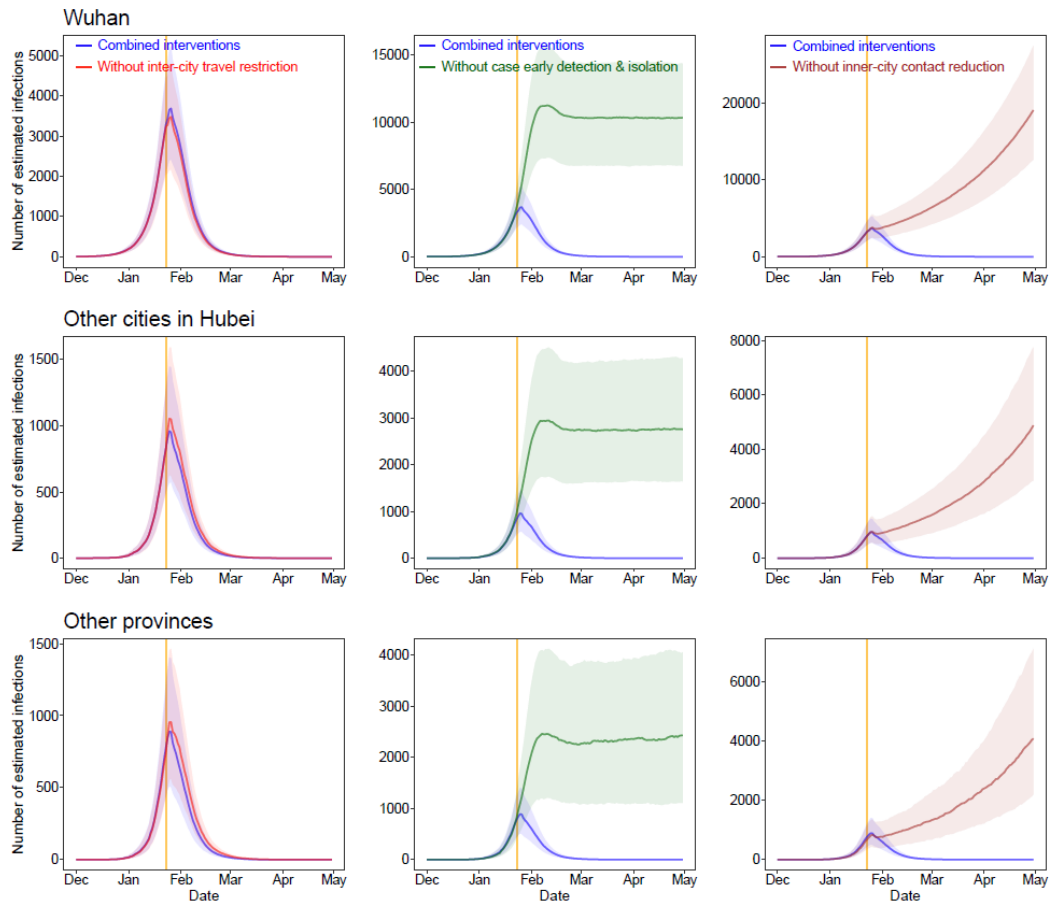 Wuhan
Number of estimated infections
5000
4000
3000
2000
1000
0
Combined interventions
Without inter-city travel restriction
Dec Jan Feb Mar Apr May
15000
10000
5000
0
Combined interventions
Without case early detection & isolation
Dec Jan Feb Mar Apr May
20000
10000
0
Combined interventions
Without inner-city contact reduction
Dec Jan Feb Mar Apr May
Other cities in Hubei
Number of estimated infections
1500
1000
500
0
Dec Jan Feb Mar Apr May
4000
3000
2000
1000
0
Dec Jan Feb Mar Apr May
8000
6000
4000
2000
0
Dec Jan Feb Mar Apr May
Other provinces
Number of estimated infections
1500
1000
500
0
Dec Jan Feb Mar Apr May
Date
4000
3000
2000
1000
0
Dec Jan Feb Mar Apr May
Date
6000
4000
2000
0
Dec Jan Feb Mar Apr May
Date